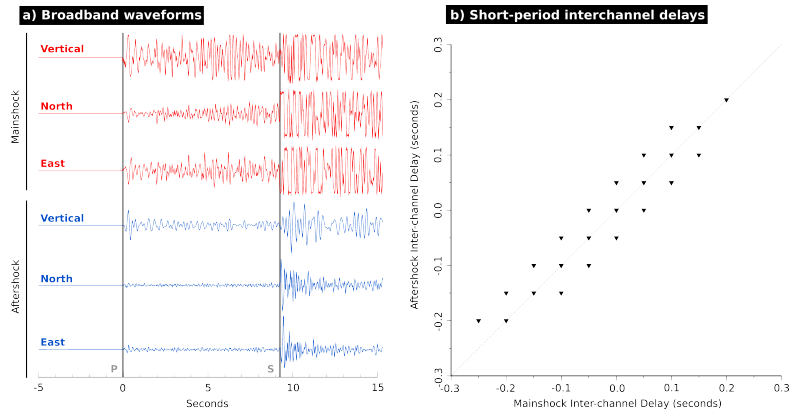 a) Broadband waveforms
Mainshock
Vertical
North
East
Aftershock
Vertical
North
East
P
S
-5
0
5
10
15
Seconds
b) Short-period interchannel delays
Aftershock Inter-channel Delay (seconds)
0.3
0.2
0.1
0.0
-0.1
-0.2
-0.3
-0.3
-0.2
-0.1
0.0
0.1
0.2
0.3
Mainshock Inter-channel Delay (seconds)